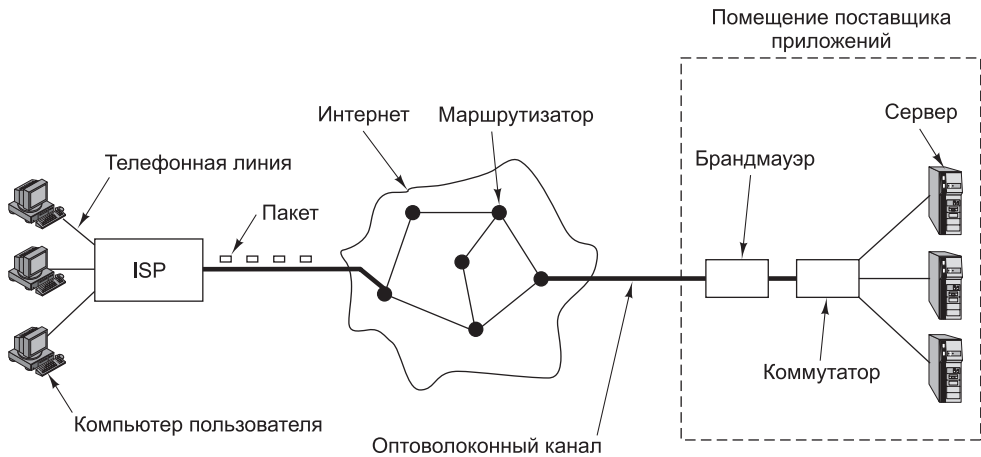 Помещение поставщика
приложений
Интернет
Маршрутизатор
Сервер
Телефонная линия
Брандмауэр
Пакет
ISP
Коммутатор
Компьютер пользователя
Оптоволоконный канал